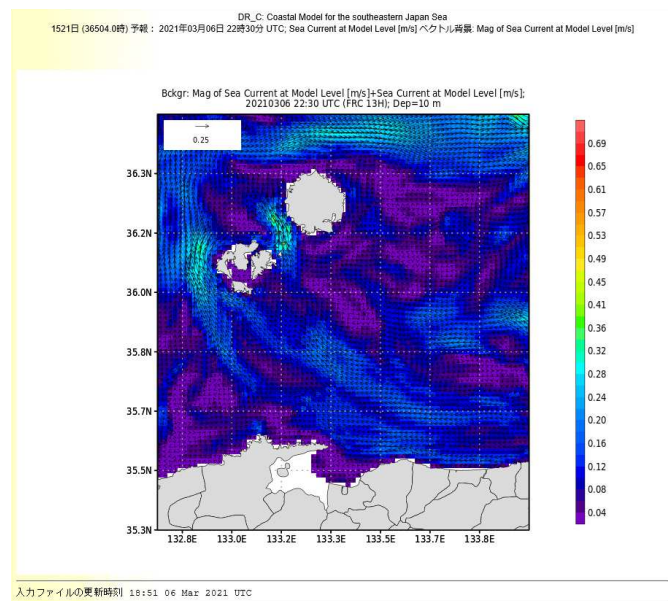 DR_C: Coastal Model for the southeastern Japan Sea
1521日 (36504.0時) 予報： 2021年03月06日 22時30分 UTC; Sea Current at Model Level [m/s] ベクトル背景: Mag of Sea Current at Model Level [m/s]
Bckgr: Mag of Sea Current at Model Level [m/s]+Sea Current at Model Level [m/s];
20210306 22:30 UTC (FRC 13H); Dep=10 m
0.25
36.3N
36.2N
36.0N
35.8N
35.7N
35.5N
35.3N
132.8E 133.0E 133.2E 133.3E 133.5E 133.7E 133.8E
0.69
0.65
0.61
0.57
0.53
0.49
0.45
0.41
0.36
0.32
0.28
0.24
0.20
0.16
0.12
0.08
0.04
入力ファイルの更新時刻 18:51 06 Mar 2021 UTC